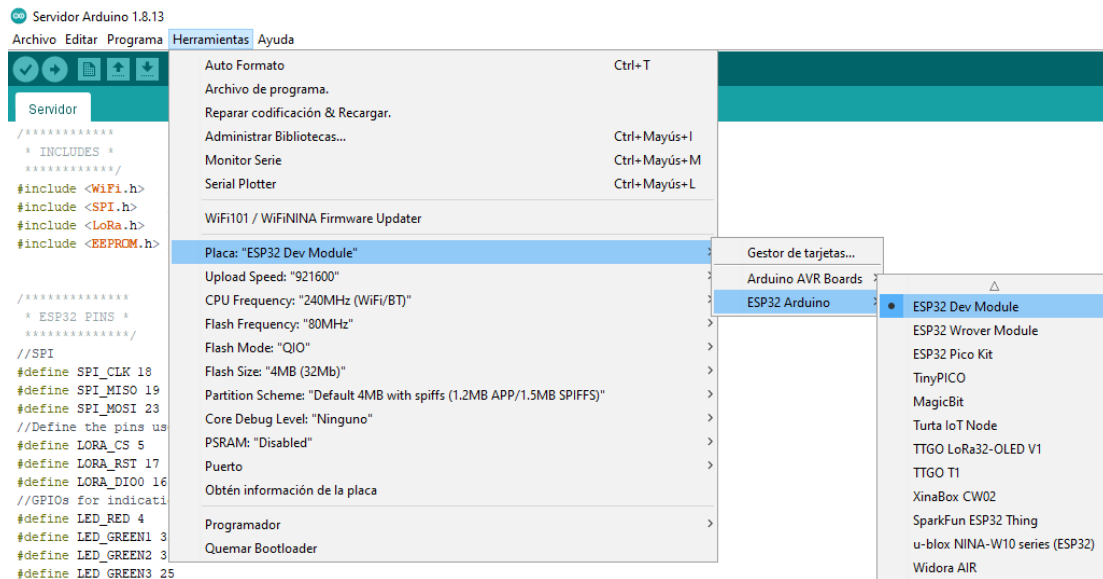 Servidor Arduino 1.8.13
Archivo Editar Programa Herramientas Ayuda
Servidor
/************
* INCLUDES *
************/
#include <WiFi.h>
#include <SPI.h>
#include <LoRa.h>
#include <EEPROM.h>
/**************
* ESP32 PINS *
**************/
//SPI
#define SPI_CLK 18
#define SPI_MISO 19
#define SPI_MOSI 23
//Define the pins us
#define LORA_CS 5
#define LORA_RST 17
#define LORA_DIO0 16
//GPIOs for indicati
#define LED_RED 4
#define LED_GREEN1 3
#define LED_GREEN2 3
#define LED_GREEN3 25
Auto Formato Ctrl+T
Archivo de programa.
Reparar codificación & Recargar.
Administrar Bibliotecas... Ctrl+Mayús+I
Monitor Serie Ctrl+Mayús+M
Serial Plotter Ctrl+Mayús+L
WiFi101 / WiFiNINA Firmware Updater
Placa: "ESP32 Dev Module"
Upload Speed: "921600"
CPU Frequency: "240MHz (WiFi/BT)"
Flash Frequency: "80MHz"
Flash Mode: "QIO"
Flash Size: "4MB (32Mb)"
Partition Scheme: "Default 4MB with spiffs (1.2MB APP/1.5MB SPIFFS)"
Core Debug Level: "Ninguno"
PSRAM: "Disabled"
Puerto
Obtén información de la placa
Programador
Quemar Bootloader
Gestor de tarjetas...
Arduino AVR Boards
ESP32 Arduino
ESP32 Dev Module
ESP32 Wrover Module
ESP32 Pico Kit
TinyPICO
MagicBit
Turta IoT Node
TTGO LoRa32-OLED V1
TTGO T1
XinaBox CW02
SparkFun ESP32 Thing
u-blox NINA-W10 series (ESP32)
Widora AIR